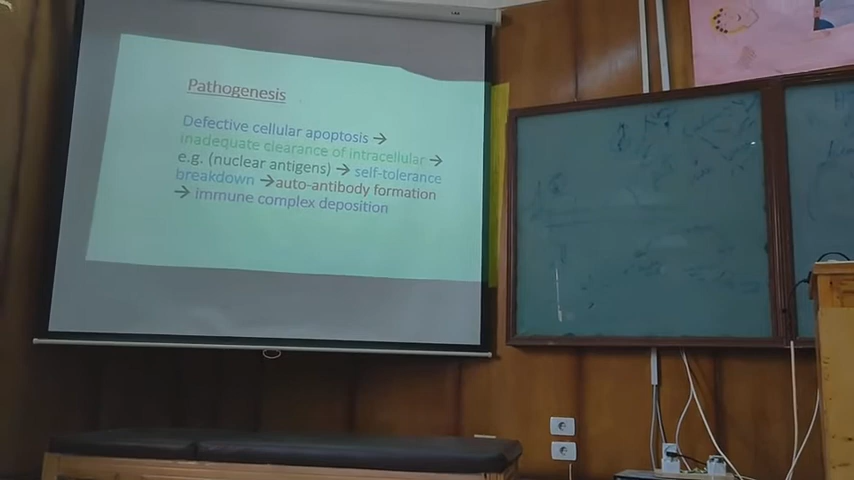 Pathogenesis
Defective cellular apoptosis →
inadequate clearance of intracellular →
e.g. (nuclear antigens) → self-tolerance
breakdown → auto-antibody formation
→ immune complex deposition